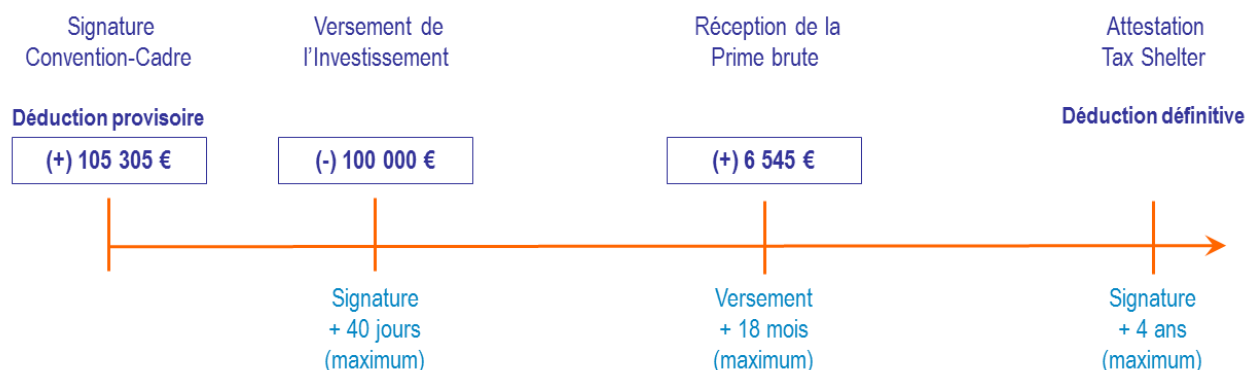 Signature
Convention-Cadre
Versement de
l'Investissement
Réception de la
Prime brute
Attestation
Tax Shelter
Déduction provisoire
Déduction définitive
(+) 105 305 €
(-) 100 000 €
(+) 6 545 €
Signature
+ 40 jours
(maximum)
Versement
+ 18 mois
(maximum)
Signature
+ 4 ans
(maximum)